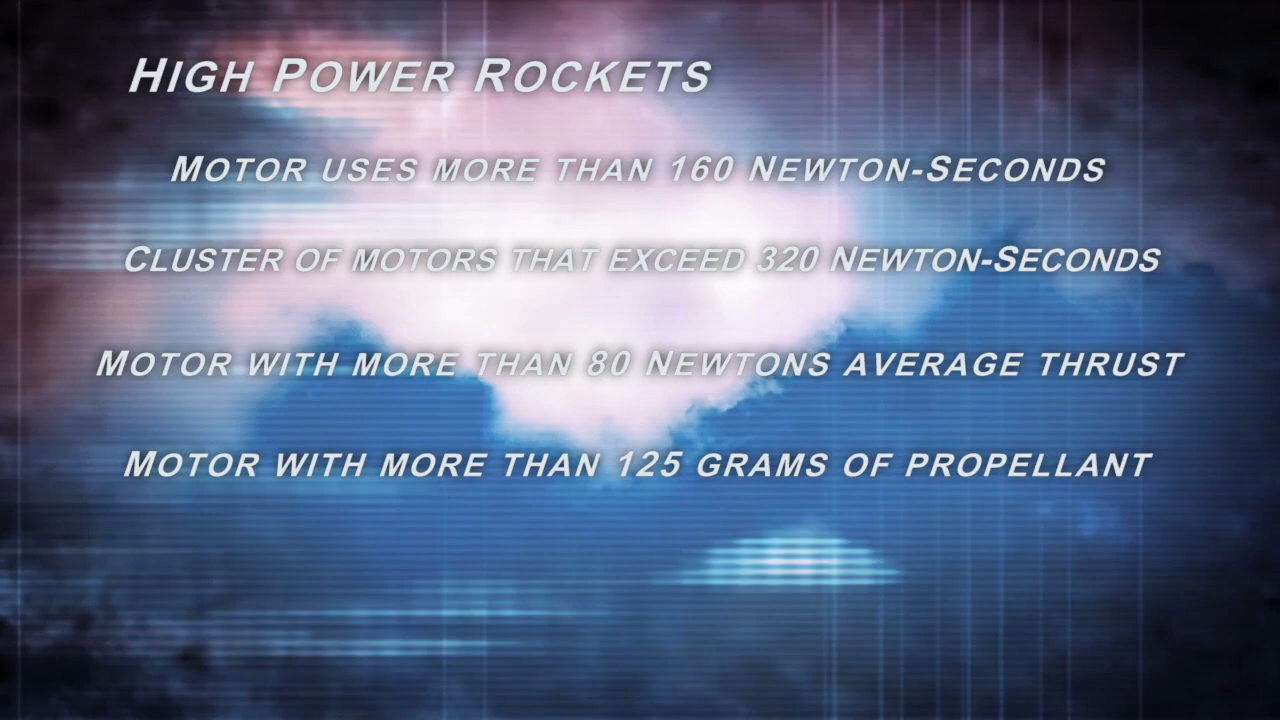 High Power Rockets
Motor uses more than 160 Newton-Seconds
Cluster of motors that exceed 320 Newton-Seconds
Motor with more than 80 Newtons average thrust
Motor with more than 125 grams of propellant